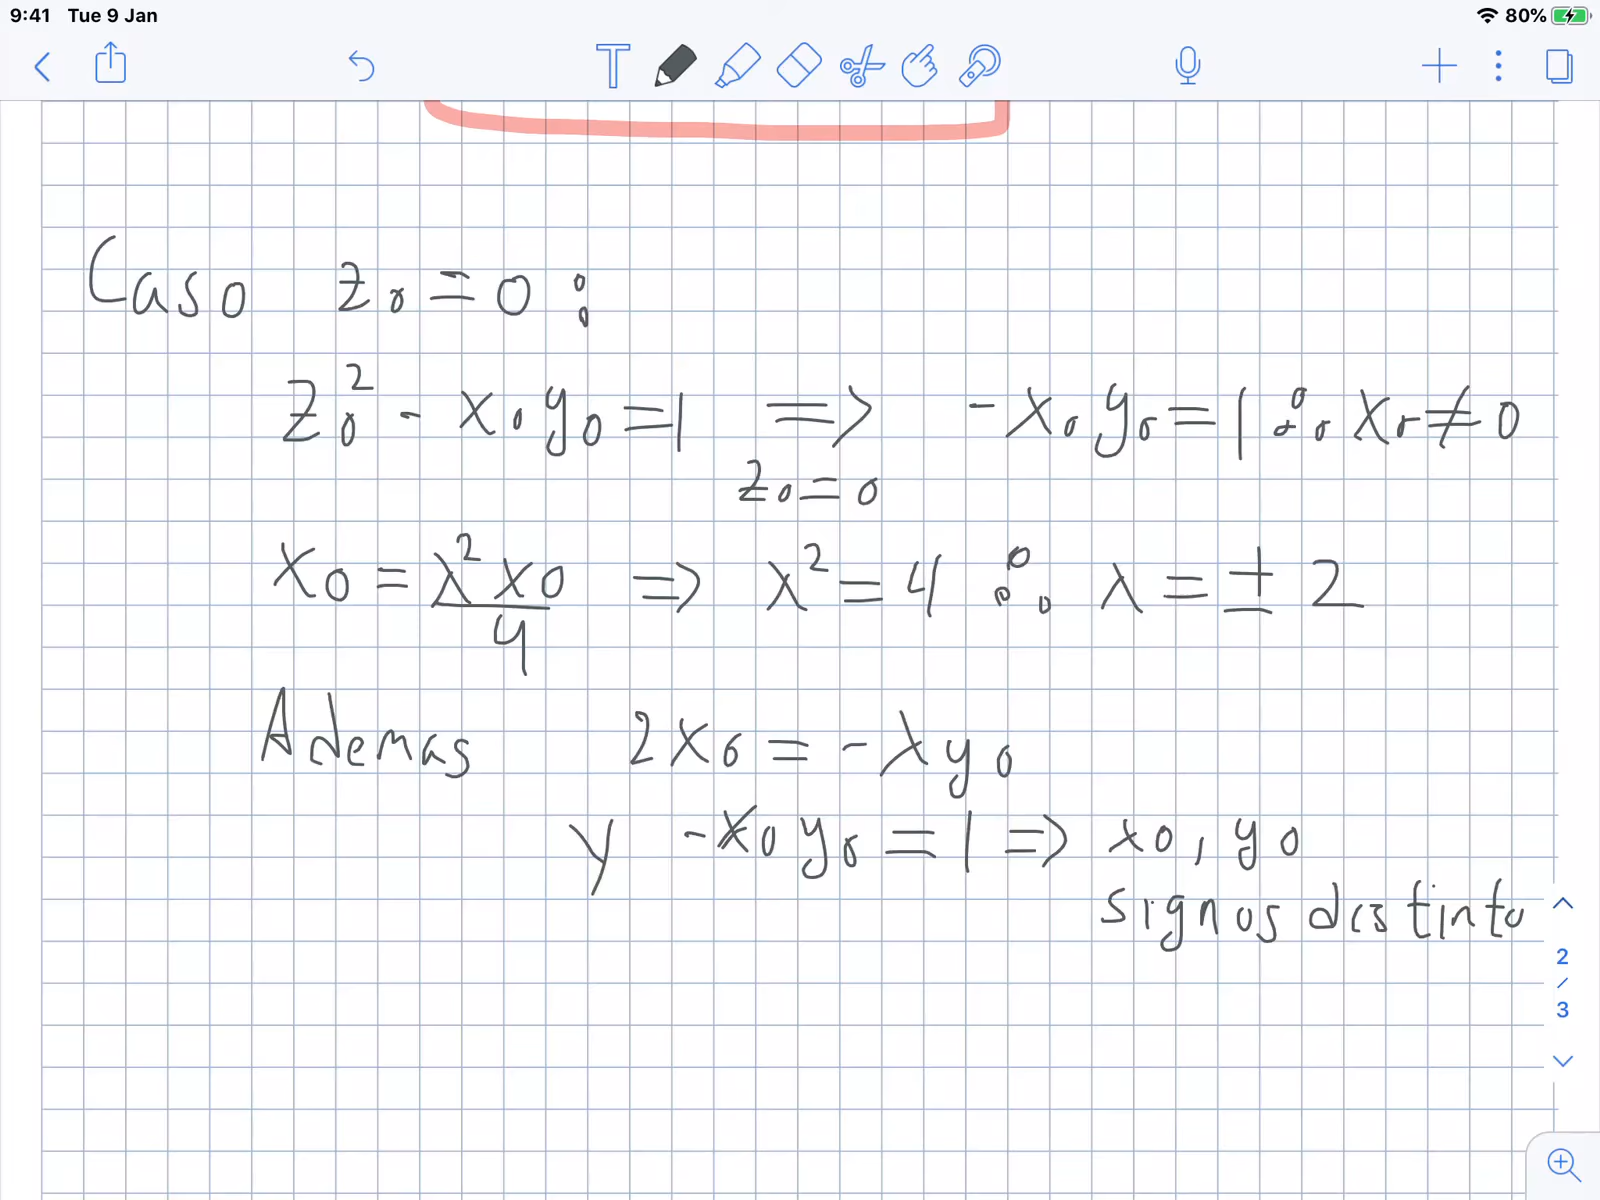 9:41 Tue 9 Jan 80%
Caso z₀ = 0 :
z₀² - x₀y₀ = 1 => -x₀y₀ = 1 ∴ x₀ ≠ 0
z₀ = 0
x₀ = λ²x₀/4 => λ² = 4 ∴ λ = ± 2
Ademas 2x₀ = -λy₀
y -x₀y₀ = 1 => x₀, y₀
signos distinto
2
/
3